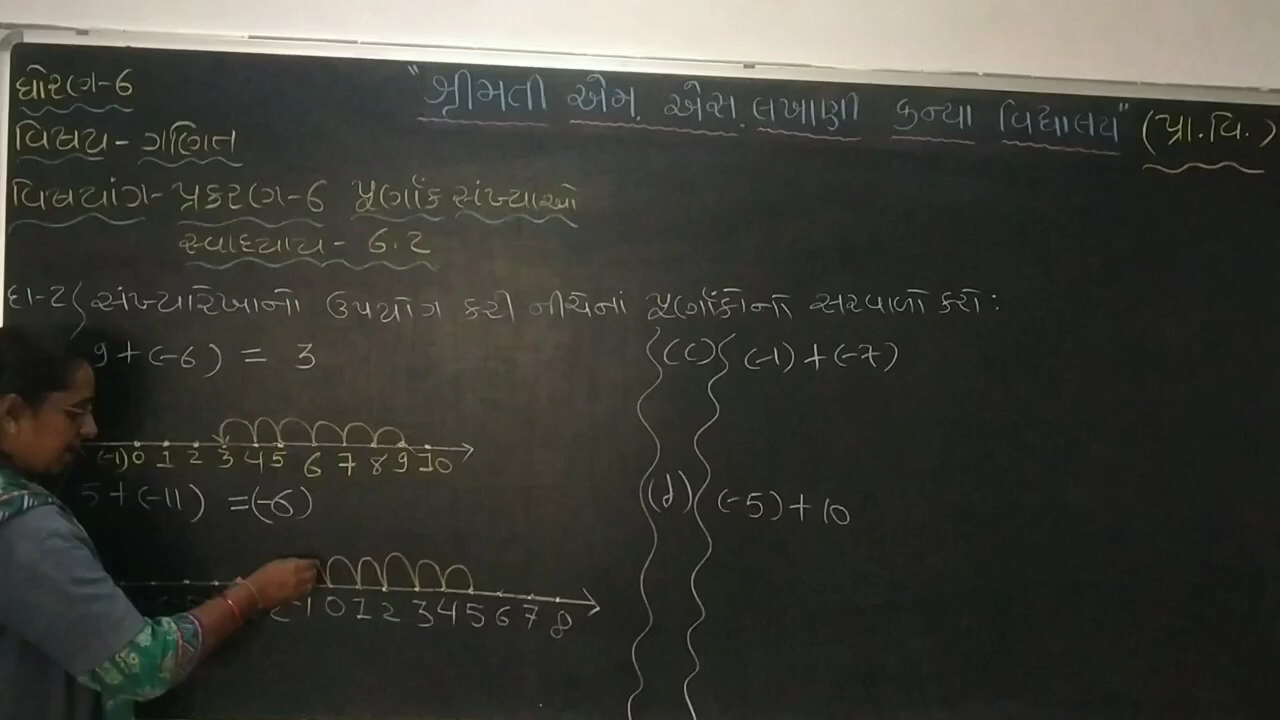 ધોરણ-6
"શ્રીમતી એમ. એસ. લખાણી કન્યા વિદ્યાલય" (પ્રા.વિ.)
વિષય - ગણિત
વિષયાંગ- પ્રકરણ-6 પૂર્ણાંક સંખ્યાઓ
સ્વાધ્યાય - 6.2
દા-2 સંખ્યારેખાનો ઉપયોગ કરી નીચેનાં પૂર્ણાંકોનો સરવાળો કરો :
9+(-6) = 3
(-1) 0 1 2 3 4 5 6 7 8 9 10
5+(-11) =(-6)
-1 0 1 2 3 4 5 6 7 8
(c) (-1)+(-7)
(d) (-5)+10